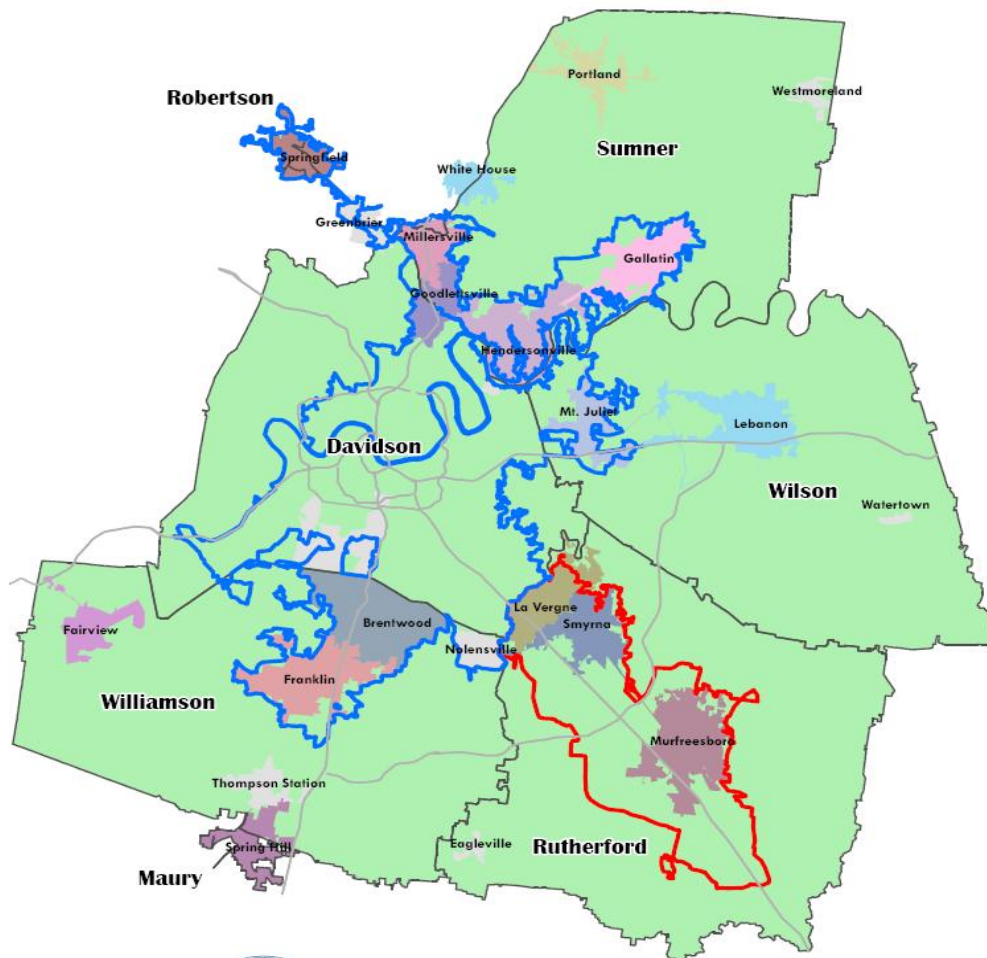 Portland
Westmoreland
Robertson
Sumner
Springfield
White House
Greenbrier
Millersville
Gallatin
Goodlettsville
Hendersonville
Mt. Juliet
Lebanon
Davidson
Wilson
Watertown
La Vergne
Smyrna
Brentwood
Fairview
Nolensville
Franklin
Williamson
Murfreesboro
Thompson Station
Eagleville
Rutherford
Spring Hill
Maury